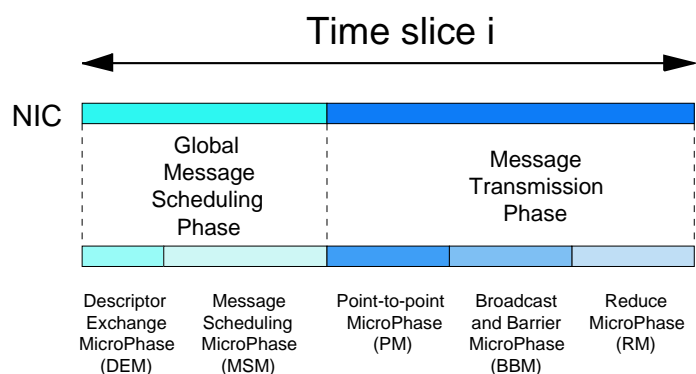 Time slice i
NIC
Global
Message
Scheduling
Phase
Message
Transmission
Phase
Descriptor
Exchange
MicroPhase
(DEM)
Message
Scheduling
MicroPhase
(MSM)
Point-to-point
MicroPhase
(PM)
Broadcast
and Barrier
MicroPhase
(BBM)
Reduce
MicroPhase
(RM)